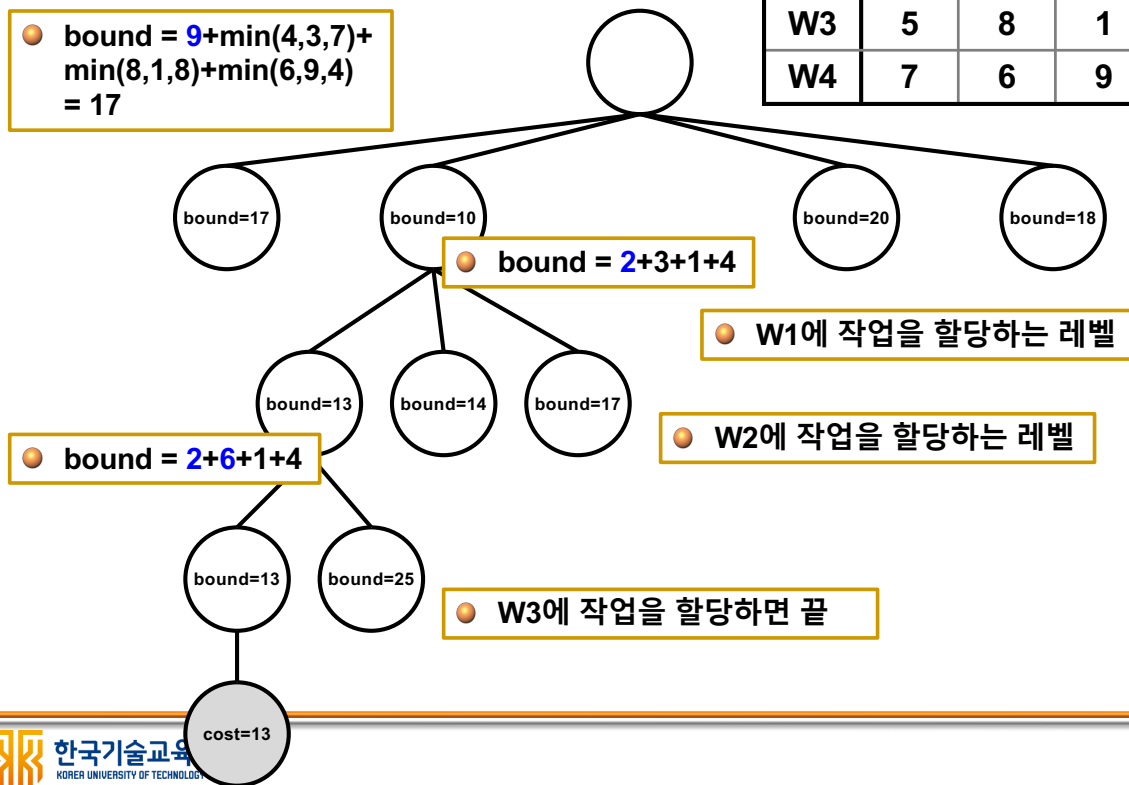 bound = 9+min(4,3,7)+
min(8,1,8)+min(6,9,4)
= 17
W3 5 8 1
W4 7 6 9
bound=17
bound=10
bound=20
bound=18
bound = 2+3+1+4
W1에 작업을 할당하는 레벨
bound=13
bound=14
bound=17
W2에 작업을 할당하는 레벨
bound = 2+6+1+4
bound=13
bound=25
W3에 작업을 할당하면 끝
cost=13
한국기술교육
KOREA UNIVERSITY OF TECHNOLOGY